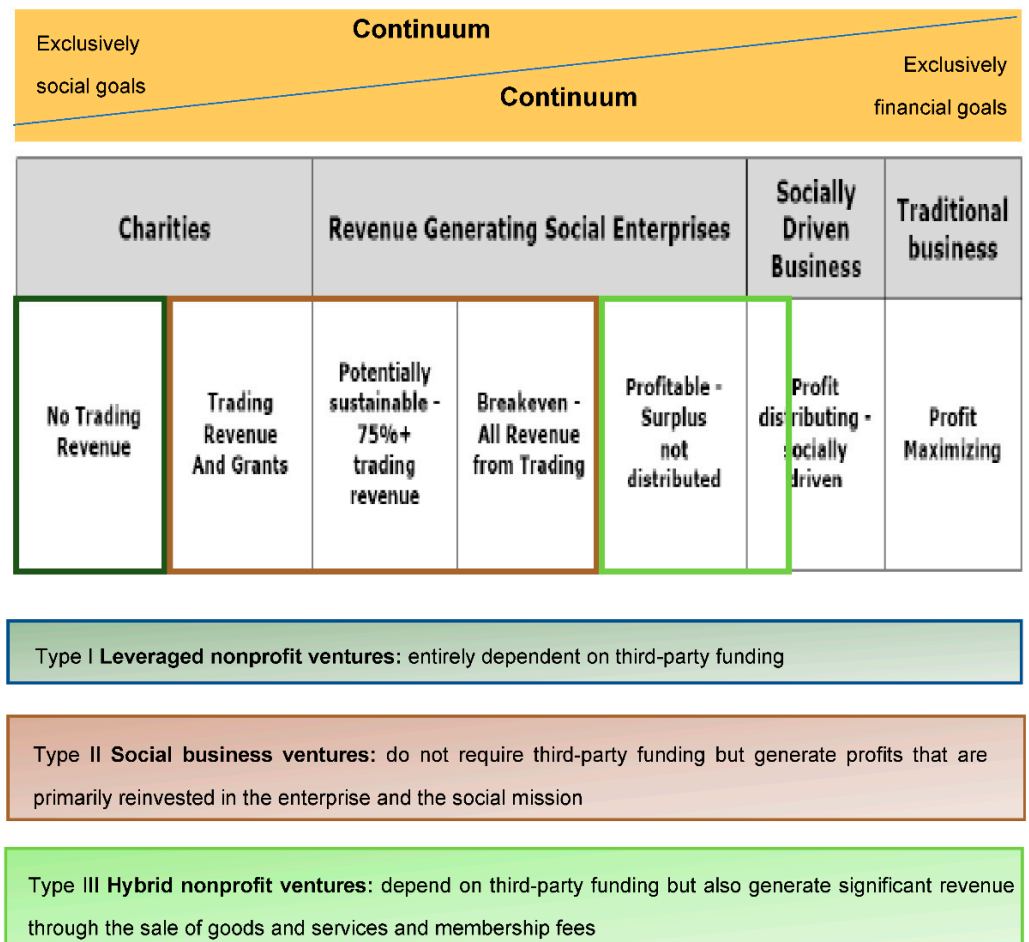 Continuum
Exclusively
social goals
Continuum
Exclusively
financial goals
Charities
Revenue Generating Social Enterprises
Socially
Driven
Business
Traditional
business
No Trading
Revenue
Trading
Revenue
And Grants
Potentially
sustainable -
75%+
trading
revenue
Breakeven -
All Revenue
from Trading
Profitable -
Surplus
not
distributed
Profit
distributing -
socially
driven
Profit
Maximizing
Type I Leveraged nonprofit ventures: entirely dependent on third-party funding
Type II Social business ventures: do not require third-party funding but generate profits that are
primarily reinvested in the enterprise and the social mission
Type III Hybrid nonprofit ventures: depend on third-party funding but also generate significant revenue
through the sale of goods and services and membership fees